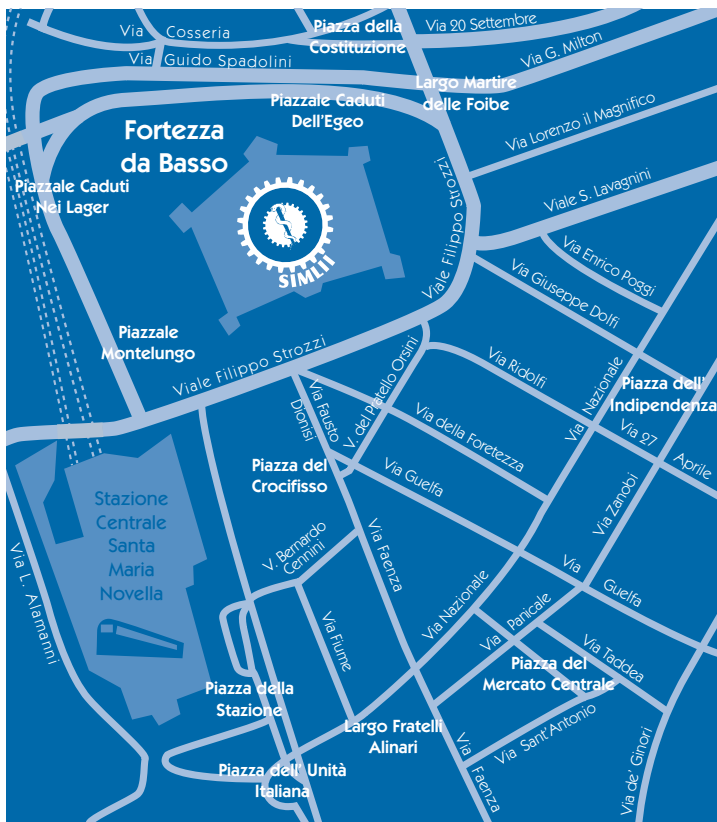 Via Cosseria
Piazza della
Costituzione
Via 20 Settembre
Via Guido Spadolini
Via G. Milton
Largo Martire
delle Foibe
Piazzale Caduti
Dell'Egeo
Via Lorenzo il Magnifico
Fortezza
da Basso
Piazzale Caduti
Nei Lager
Viale S. Lavagnini
Viale Filippo Strozzi
SIMLII
Via Enrico Poggi
Via Giuseppe Dolfi
Piazzale
Montelungo
Viale Filippo Strozzi
V. del Pratello Orsini
Via Ridolfi
Via Nazionale
Piazza dell'
Indipendenza
Via Fausto
Dionisi
Via della Foretezza
Via 27 Aprile
Piazza del
Crocifisso
Via Guelfa
Via Zanobi
Stazione
Centrale
Santa
Maria
Novella
Via L. Alamanni
V. Bernardo
Cennini
Via Faenza
Via Guelfa
Via Nazionale
Via Panicale
Via Fiume
Via Taddea
Piazza del
Mercato Centrale
Piazza della
Stazione
Largo Fratelli
Alinari
Via Sant'Antonio
Piazza dell' Unità
Italiana
Via Faenza
Via de' Ginori